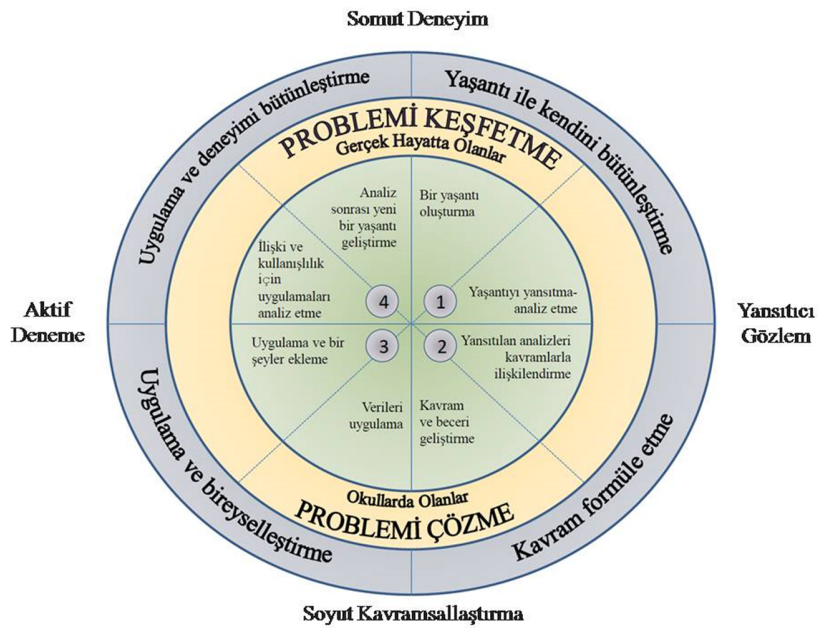 Somut Deneyim
Uygulama ve deneyimi bütünleştirme
Yaşantı ile kendini bütünleştirme
PROBLEMİ KEŞFETME
Gerçek Hayatta Olanlar
Analiz
sonrası yeni
bir yaşantı
geliştirme
Bir yaşantı
oluşturma
İlişki ve
kullanışlılık
için
uygulamaları
analiz etme
Yaşantıyı yansıtma-
analiz etme
4
1
Aktif
Deneme
Yansıtıcı
Gözlem
3
2
Uygulama ve bir
şeyler ekleme
Yansıtılan analizleri
kavramlarla
ilişkilendirme
Verileri
uygulama
Kavram
ve beceri
geliştirme
Okullarda Olanlar
PROBLEMİ ÇÖZME
Uygulama ve bireyselleştirme
Kavram formüle etme
Soyut Kavramsallaştırma